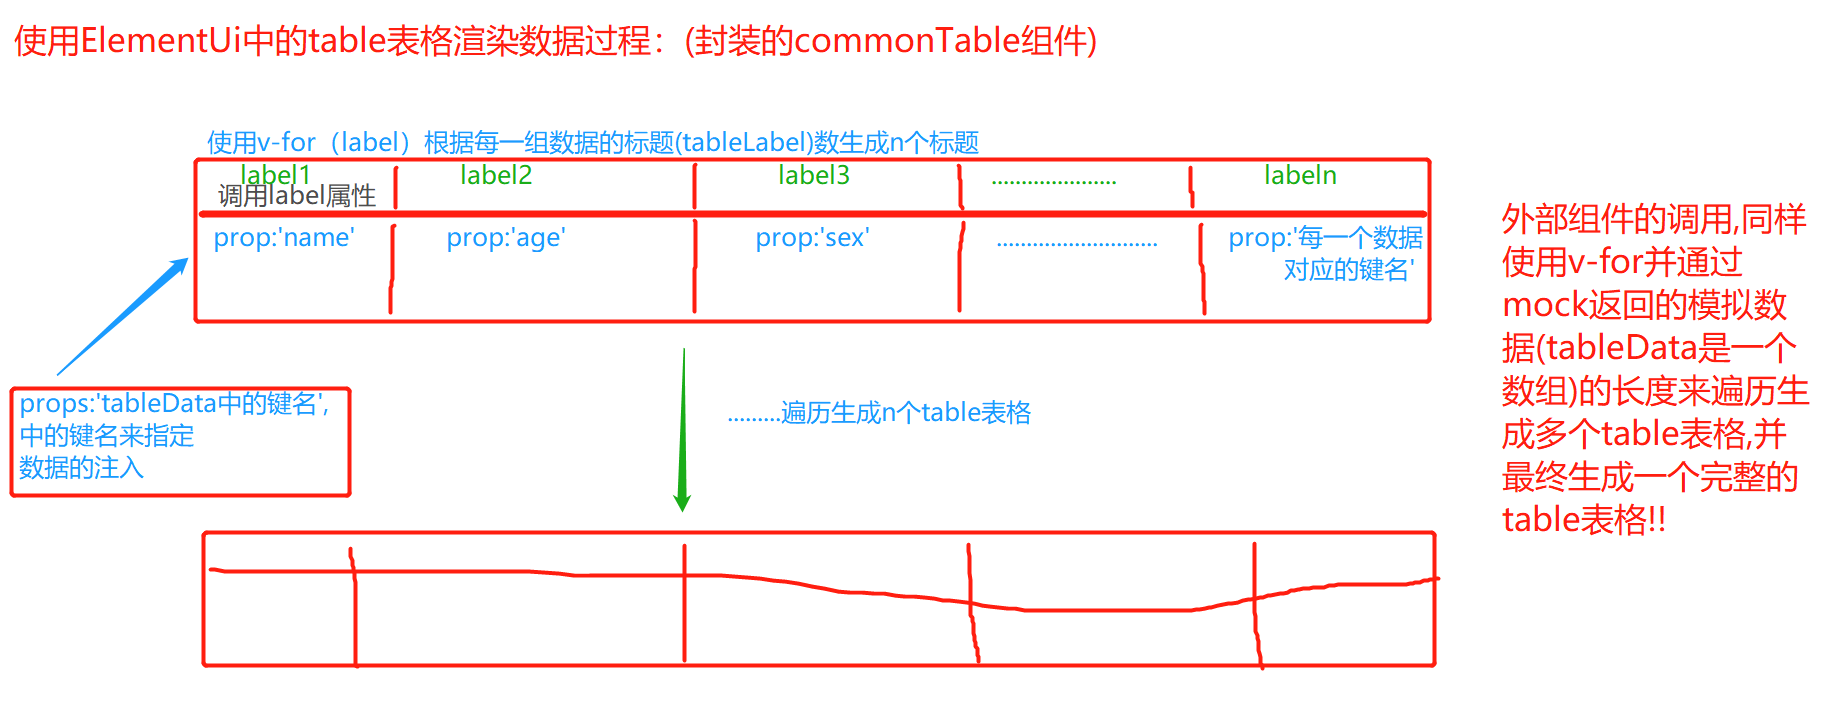 使用ElementUi中的table表格渲染数据过程：(封装的commonTable组件)
使用v-for（label）根据每一组数据的标题(tableLabel)数生成n个标题
label1
label2
label3
.....................
labeln
调用label属性
prop:'name'
prop:'age'
prop:'sex'
...........................
prop:'每一个数据
对应的键名'
外部组件的调用,同样
使用v-for并通过
mock返回的模拟数
据(tableData是一个
数组)的长度来遍历生
成多个table表格,并
最终生成一个完整的
table表格!!
props:'tableData中的键名',
中的键名来指定
数据的注入
.........遍历生成n个table表格